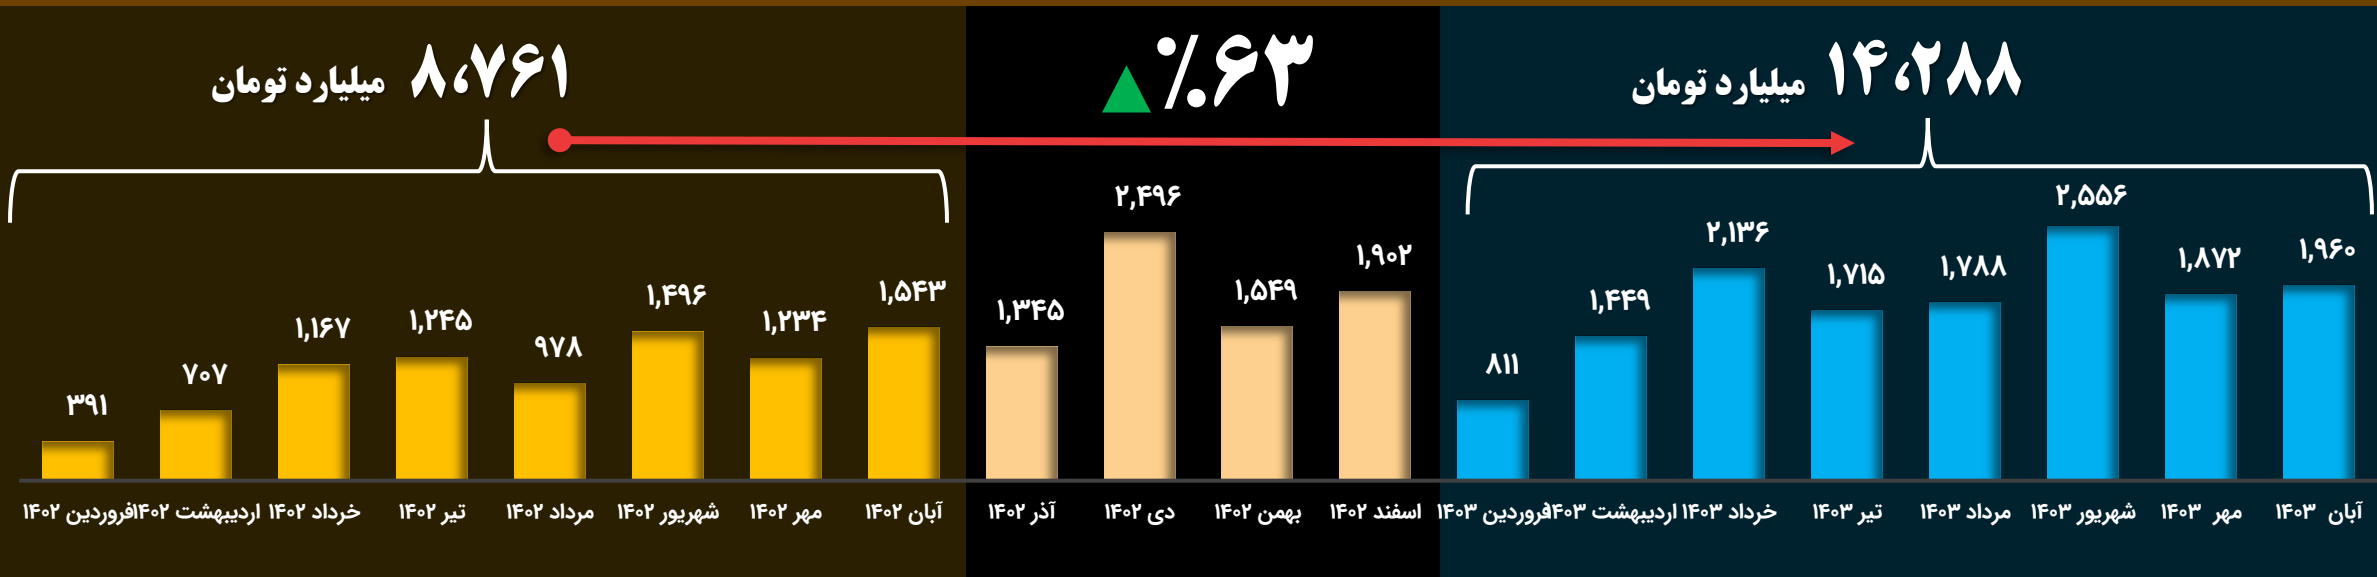 ۸،۷۶۱ میلیارد تومان
٪۶۳
۱۴،۲۸۸ میلیارد تومان
۳۹۱
۷۰۷
۱,۱۶۷
۱,۲۴۵
۹۷۸
۱,۴۹۶
۱,۲۳۴
۱,۵۴۳
۱,۳۴۵
۲,۴۹۶
۱,۵۴۹
۱,۹۰۲
۸۱۱
۱,۴۴۹
۲,۱۳۶
۱,۷۱۵
۱,۷۸۸
۲,۵۵۶
۱,۸۷۲
۱,۹۶۰
فروردین ۱۴۰۲
اردیبهشت ۱۴۰۲
خرداد ۱۴۰۲
تیر ۱۴۰۲
مرداد ۱۴۰۲
شهریور ۱۴۰۲
مهر ۱۴۰۲
آبان ۱۴۰۲
آذر ۱۴۰۲
دی ۱۴۰۲
بهمن ۱۴۰۲
اسفند ۱۴۰۲
فروردین ۱۴۰۳
اردیبهشت ۱۴۰۳
خرداد ۱۴۰۳
تیر ۱۴۰۳
مرداد ۱۴۰۳
شهریور ۱۴۰۳
مهر ۱۴۰۳
آبان ۱۴۰۳